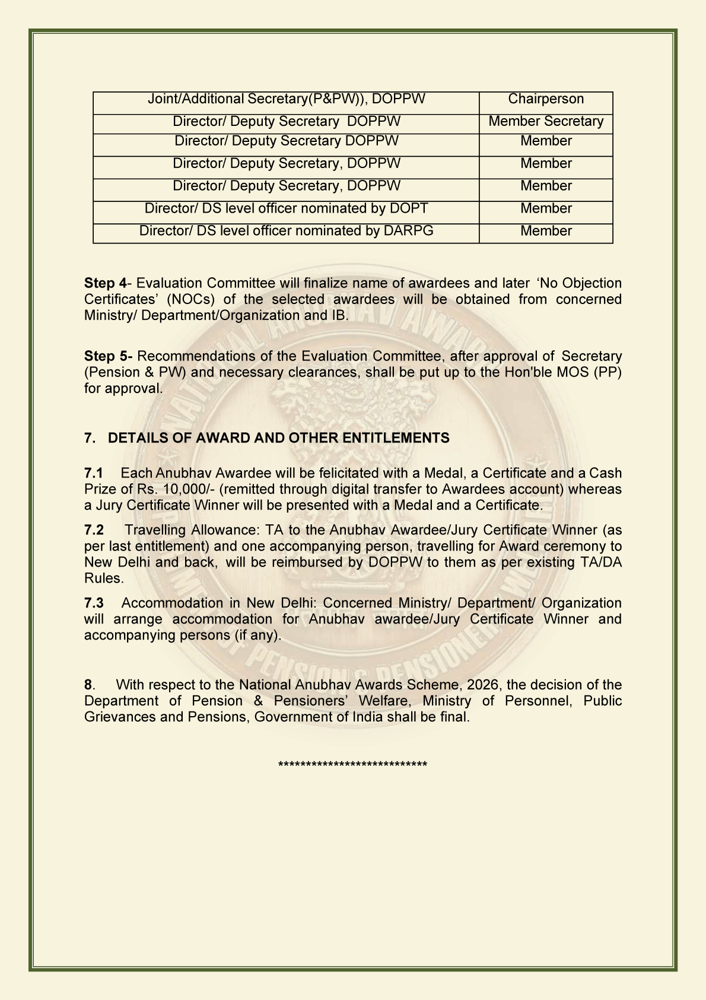 Joint/Additional Secretary(P&PW)), DOPPW Chairperson
Director/ Deputy Secretary DOPPW Member Secretary
Director/ Deputy Secretary DOPPW Member
Director/ Deputy Secretary, DOPPW Member
Director/ Deputy Secretary, DOPPW Member
Director/ DS level officer nominated by DOPT Member
Director/ DS level officer nominated by DARPG Member
Step 4- Evaluation Committee will finalize name of awardees and later ‘No Objection
Certificates’ (NOCs) of the selected awardees will be obtained from concerned
Ministry/ Department/Organization and IB.
Step 5- Recommendations of the Evaluation Committee, after approval of Secretary
(Pension & PW) and necessary clearances, shall be put up to the Hon'ble MOS (PP)
for approval.
7. DETAILS OF AWARD AND OTHER ENTITLEMENTS
7.1 Each Anubhav Awardee will be felicitated with a Medal, a Certificate and a Cash
Prize of Rs. 10,000/- (remitted through digital transfer to Awardees account) whereas
a Jury Certificate Winner will be presented with a Medal and a Certificate.
7.2 Travelling Allowance: TA to the Anubhav Awardee/Jury Certificate Winner (as
per last entitlement) and one accompanying person, travelling for Award ceremony to
New Delhi and back, will be reimbursed by DOPPW to them as per existing TA/DA
Rules.
7.3 Accommodation in New Delhi: Concerned Ministry/ Department/ Organization
will arrange accommodation for Anubhav awardee/Jury Certificate Winner and
accompanying persons (if any).
8. With respect to the National Anubhav Awards Scheme, 2026, the decision of the
Department of Pension & Pensioners’ Welfare, Ministry of Personnel, Public
Grievances and Pensions, Government of India shall be final.
***************************
NATIONAL ANUBHAV AWARD
DEPARTMENT OF PENSION & PENSIONERS' WELFARE